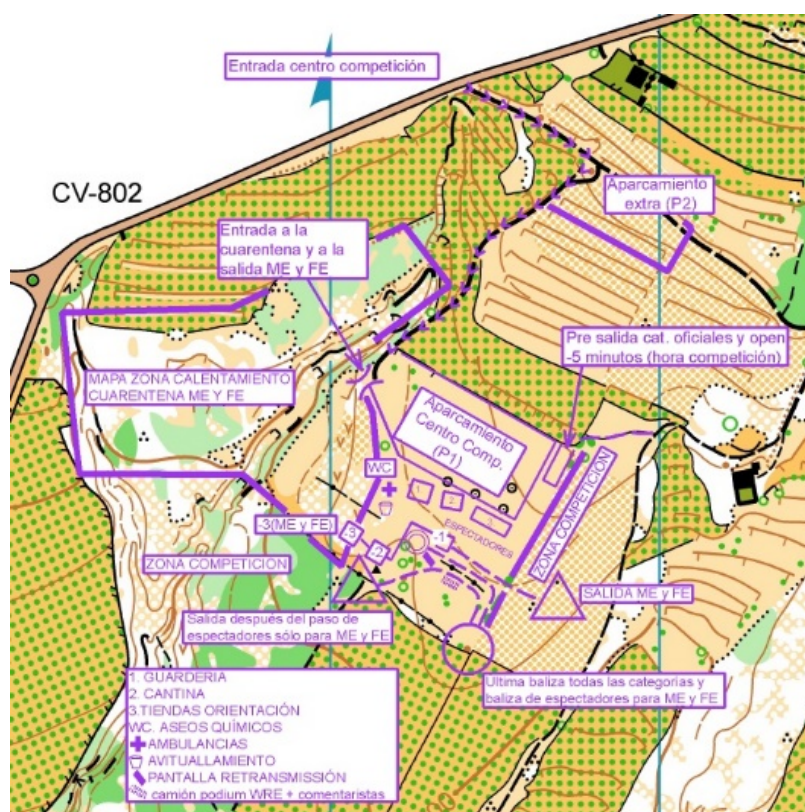 Entrada centro competición
CV-802
Aparcamiento
extra (P2)
Entrada a la
cuarentena y a la
salida ME y FE
Pre salida cat. oficiales y open
-5 minutos (hora competición)
MAPA ZONA CALENTAMIENTO
CUARENTENA ME Y FE
Aparcamiento
Centro Comp.
(P1)
WC
ESPECTADORES
ZONA COMPETICION
-3(ME y FE)
-3
-2
-1
ZONA COMPETICION
SALIDA ME y FE
Salida después del paso de
espectadores sólo para ME y FE
Ultima baliza todas las categorias y
baliza de espectadores para ME y FE
1. GUARDERIA
2. CANTINA
3.TIENDAS ORIENTACIÓN
WC. ASEOS QUÍMICOS
AMBULANCIAS
AVITUALLAMIENTO
PANTALLA RETRANSMISSIÓN
camión podium WRE + comentaristas